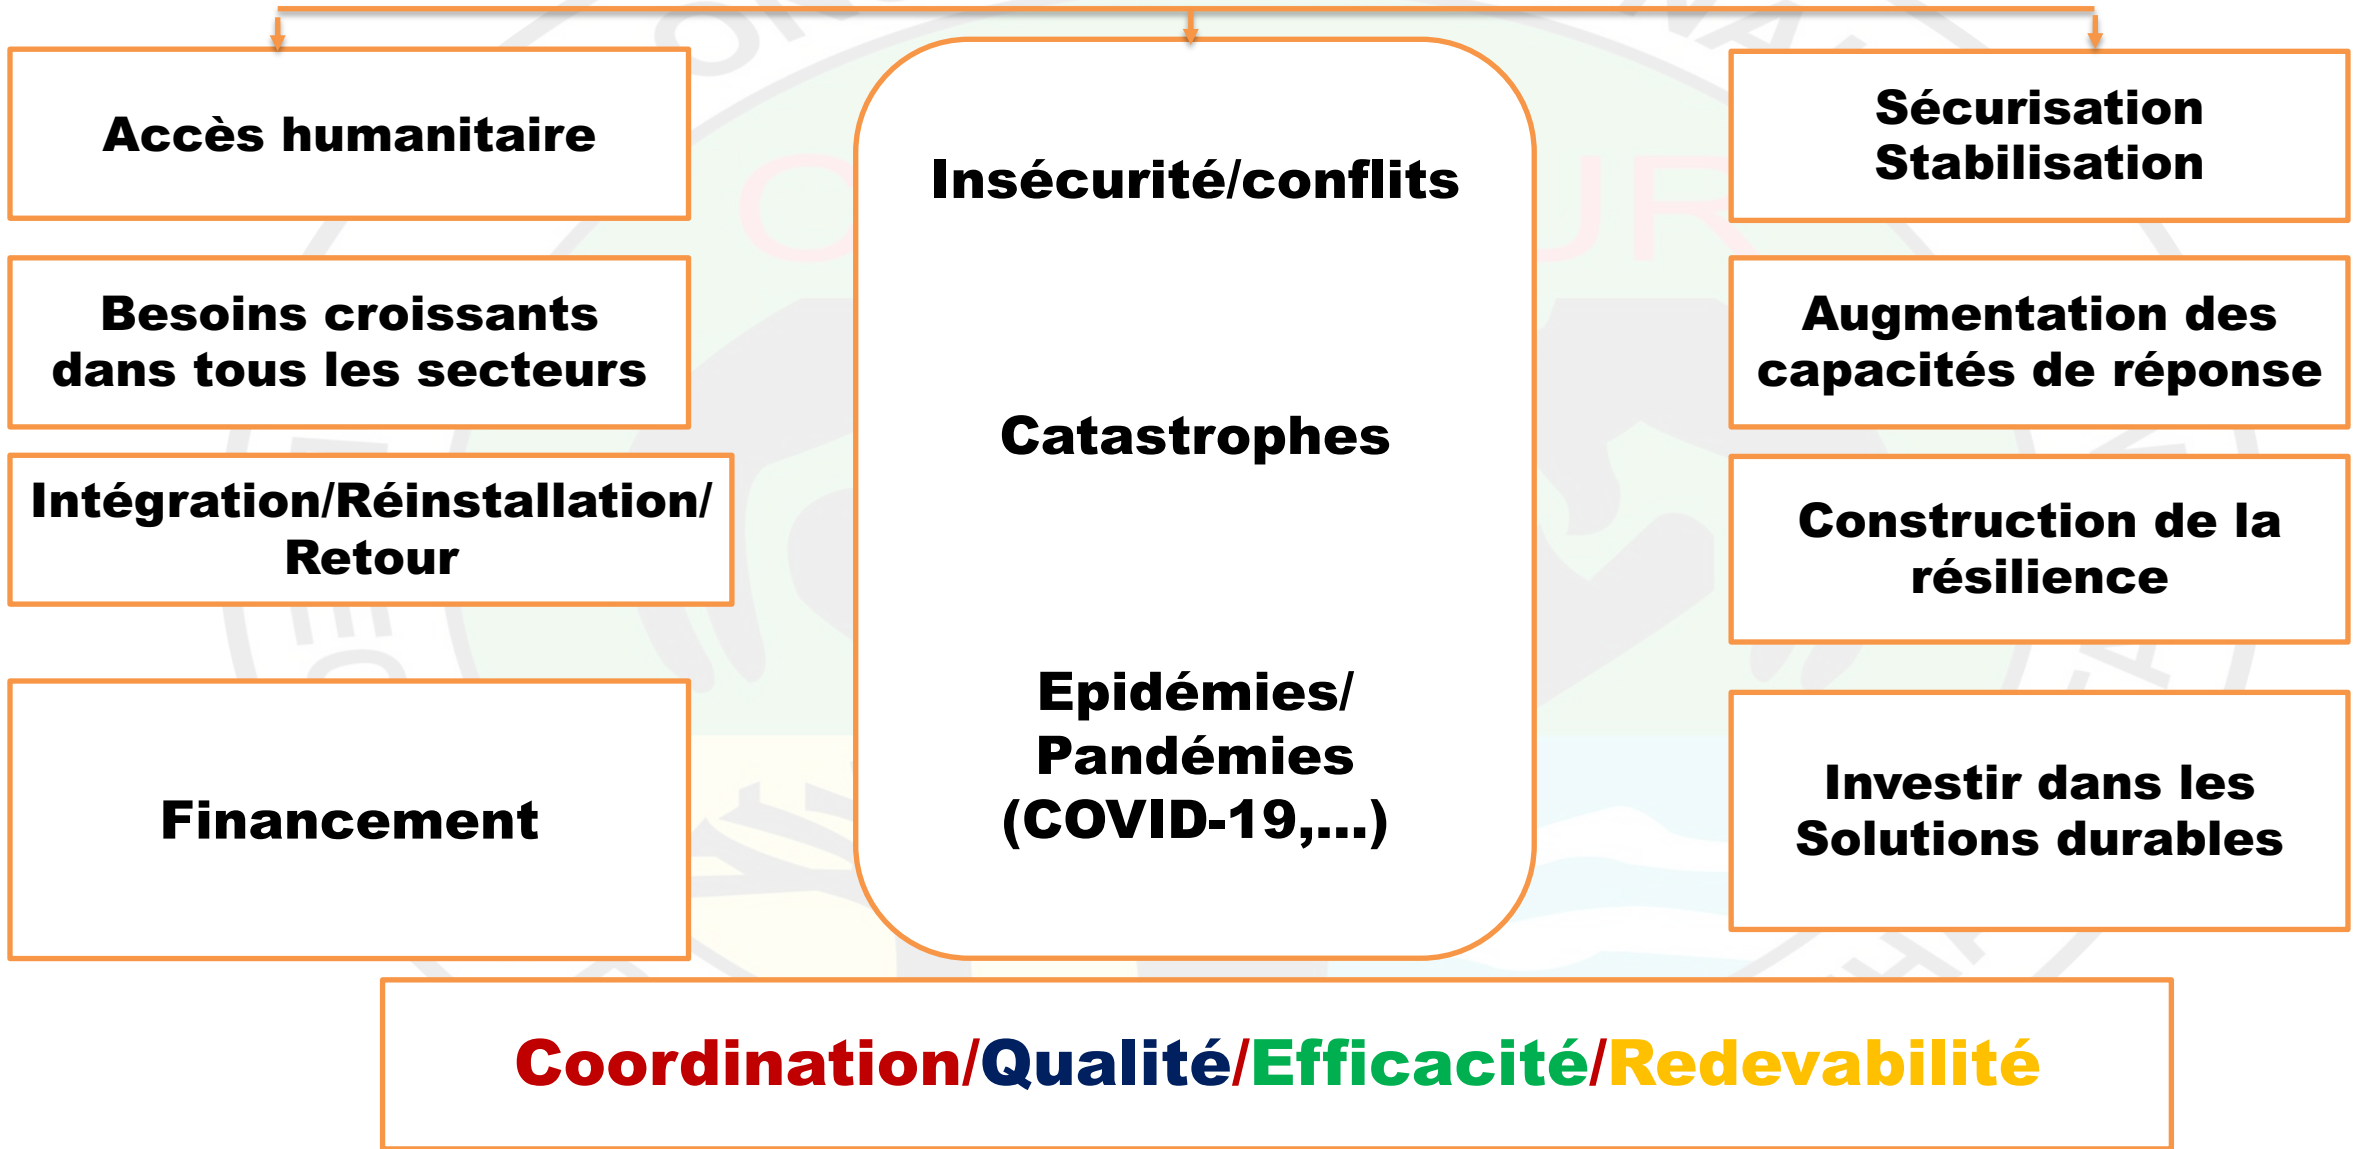 Accès humanitaire
Besoins croissants
dans tous les secteurs
Intégration/Réinstallation/
Retour
Financement
Insécurité/conflits
Catastrophes
Epidémies/
Pandémies
(COVID-19,...)
Sécurisation
Stabilisation
Augmentation des
capacités de réponse
Construction de la
résilience
Investir dans les
Solutions durables
Coordination/Qualité/Efficacité/Redevabilité